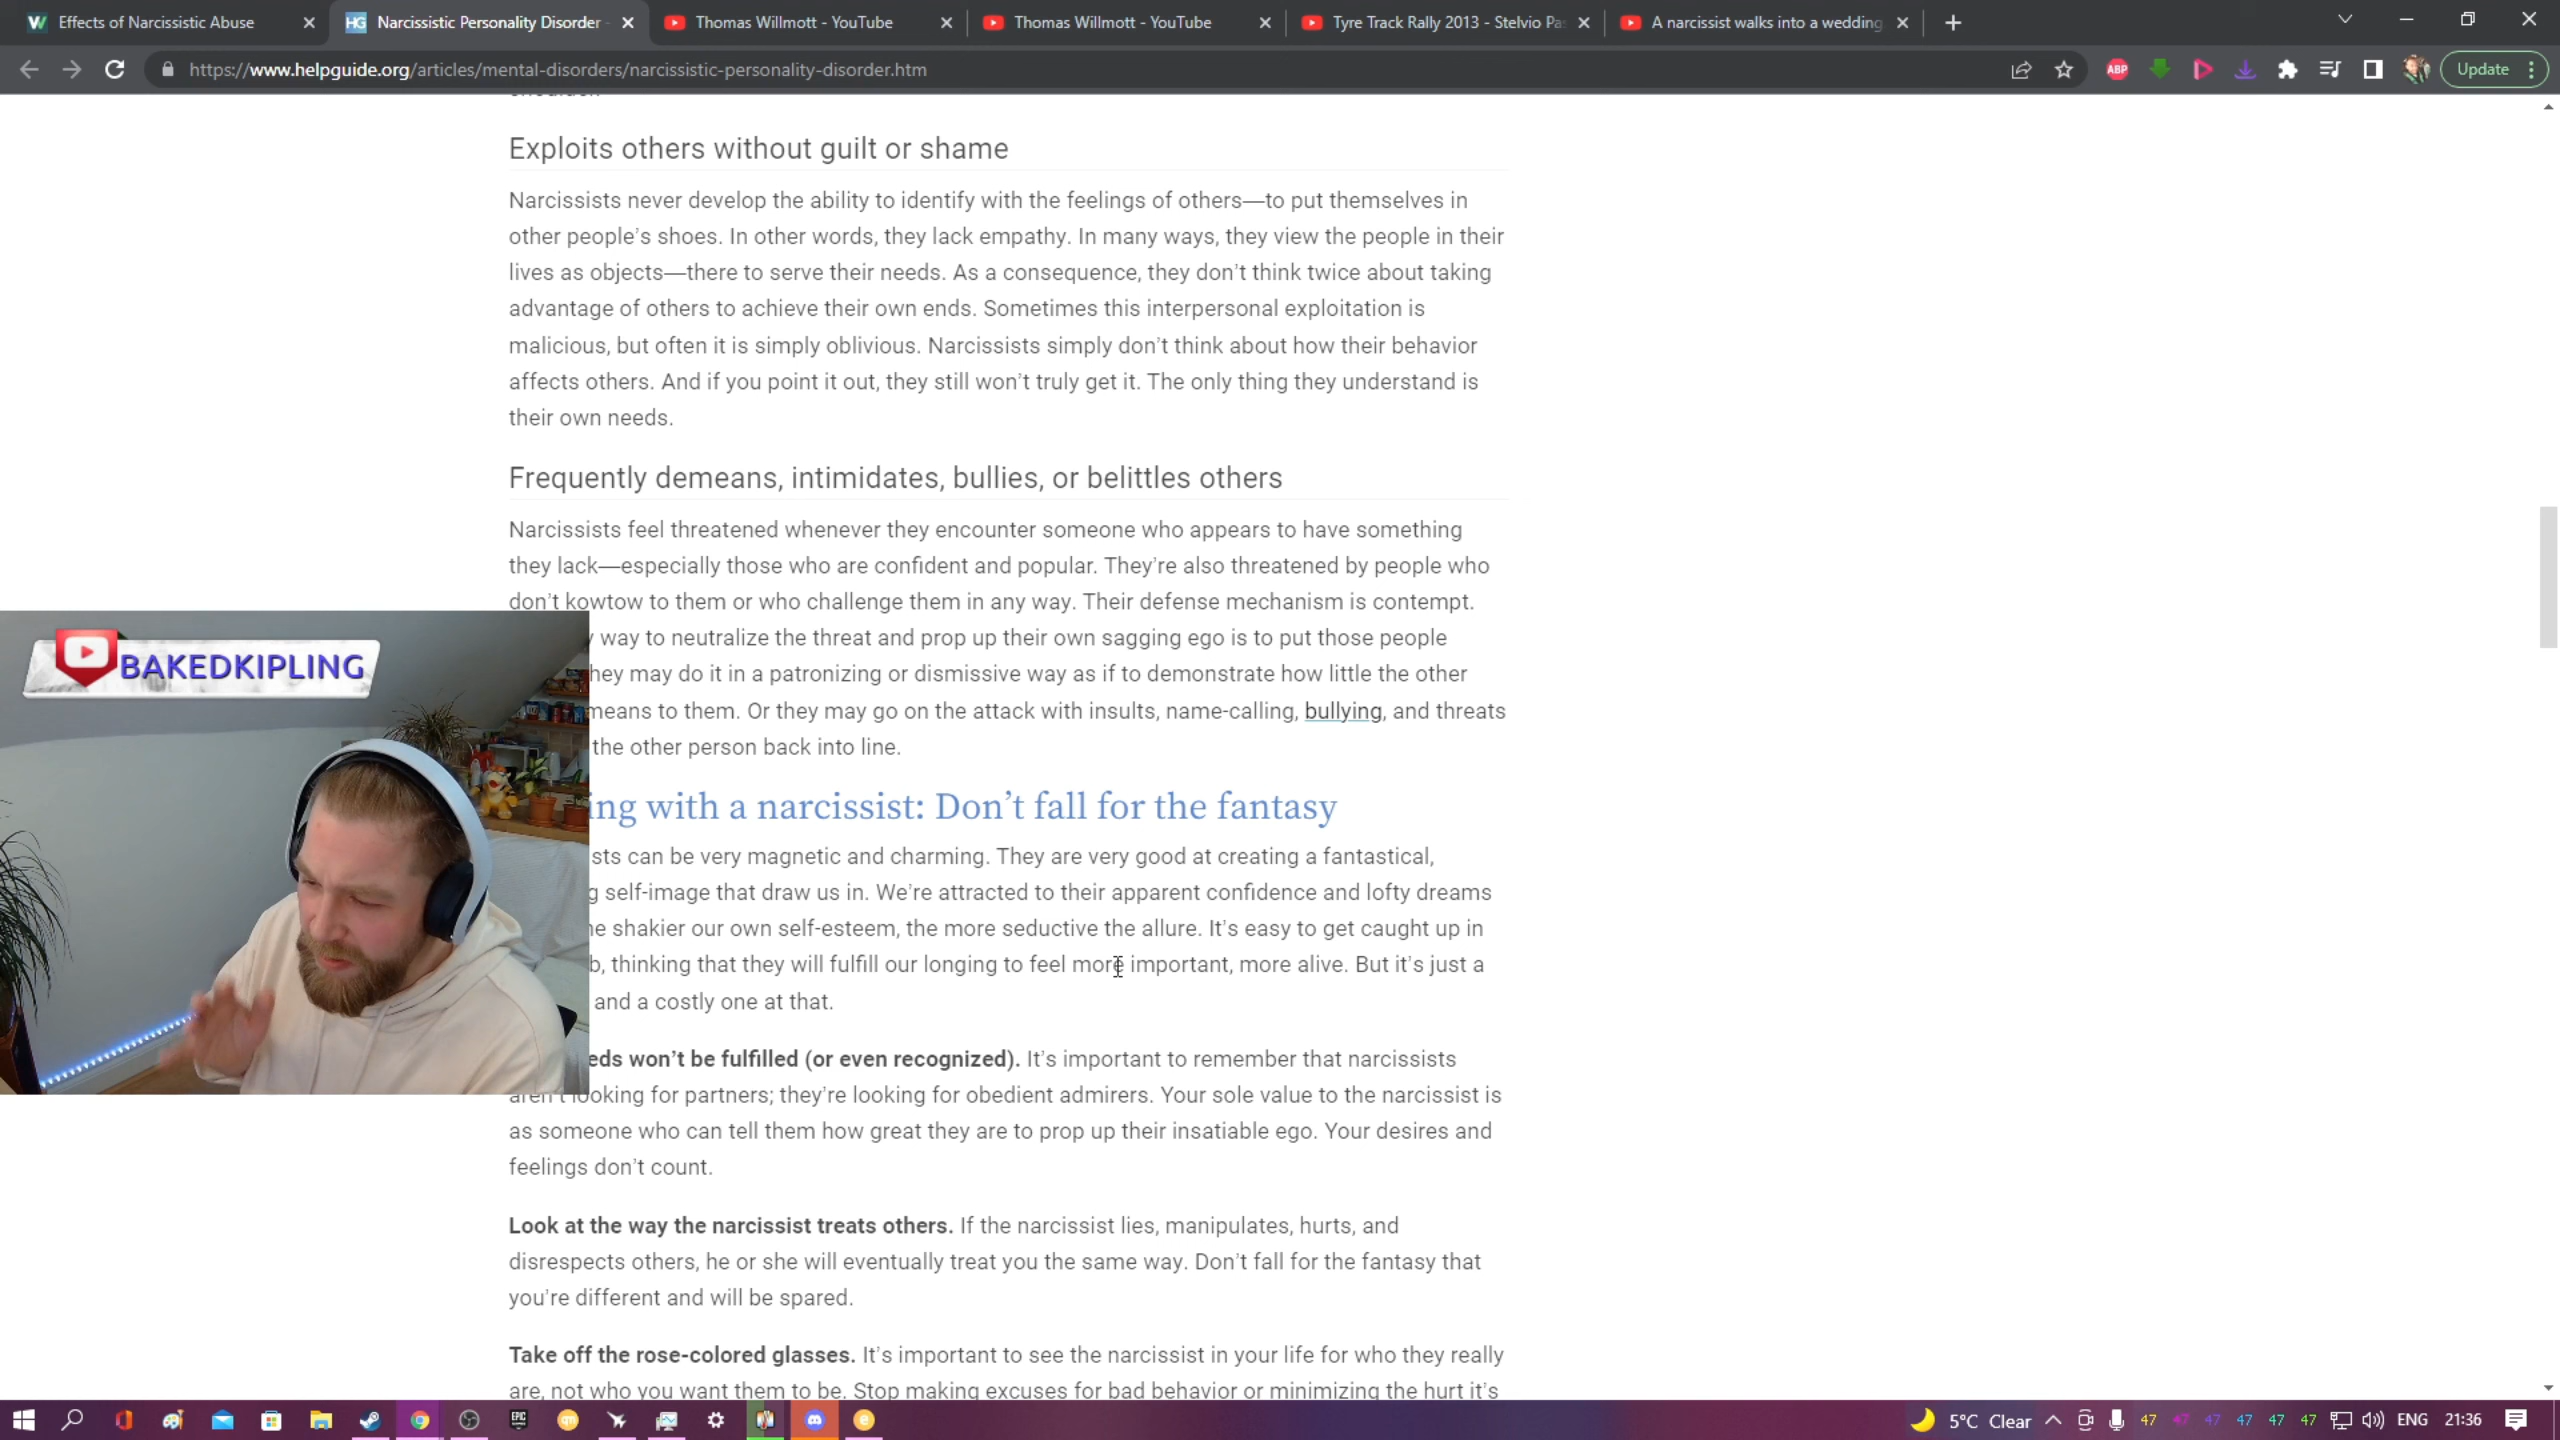 Effects of Narcissistic Abuse
Narcissistic Personality Disorder -
Thomas Willmott - YouTube
Thomas Willmott - YouTube
Tyre Track Rally 2013 - Stelvio Pa
A narcissist walks into a wedding
https://www.helpguide.org/articles/mental-disorders/narcissistic-personality-disorder.htm
ABP
Update
Exploits others without guilt or shame
Narcissists never develop the ability to identify with the feelings of others—to put themselves in
other people's shoes. In other words, they lack empathy. In many ways, they view the people in their
lives as objects—there to serve their needs. As a consequence, they don't think twice about taking
advantage of others to achieve their own ends. Sometimes this interpersonal exploitation is
malicious, but often it is simply oblivious. Narcissists simply don't think about how their behavior
affects others. And if you point it out, they still won't truly get it. The only thing they understand is
their own needs.
Frequently demeans, intimidates, bullies, or belittles others
Narcissists feel threatened whenever they encounter someone who appears to have something
they lack—especially those who are confident and popular. They're also threatened by people who
don't kowtow to them or who challenge them in any way. Their defense mechanism is contempt.
y way to neutralize the threat and prop up their own sagging ego is to put those people
hey may do it in a patronizing or dismissive way as if to demonstrate how little the other
means to them. Or they may go on the attack with insults, name-calling, bullying, and threats
the other person back into line.
BAKEDKIPLING
ing with a narcissist: Don't fall for the fantasy
sts can be very magnetic and charming. They are very good at creating a fantastical,
g self-image that draw us in. We're attracted to their apparent confidence and lofty dreams
he shakier our own self-esteem, the more seductive the allure. It's easy to get caught up in
b, thinking that they will fulfill our longing to feel more important, more alive. But it's just a
and a costly one at that.
eds won't be fulfilled (or even recognized). It's important to remember that narcissists
aren't looking for partners; they're looking for obedient admirers. Your sole value to the narcissist is
as someone who can tell them how great they are to prop up their insatiable ego. Your desires and
feelings don't count.
Look at the way the narcissist treats others. If the narcissist lies, manipulates, hurts, and
disrespects others, he or she will eventually treat you the same way. Don't fall for the fantasy that
you're different and will be spared.
Take off the rose-colored glasses. It's important to see the narcissist in your life for who they really
are, not who you want them to be. Stop making excuses for bad behavior or minimizing the hurt it's
5°C Clear
47 47 47 47 47 47
ENG
21:36